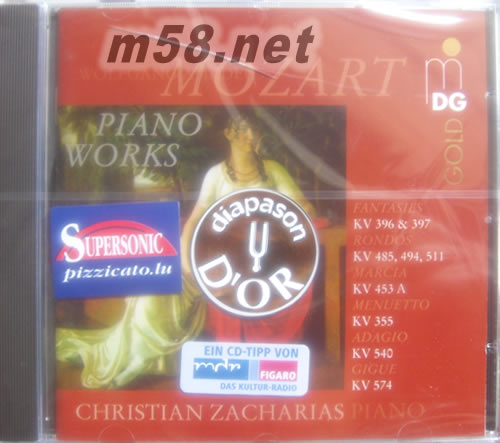 m58.net
WOLFGANG
MOZART
PIANO
WORKS
MDG
GOLD
SUPERSONIC
pizzicato.lu
diapason
D'OR
FANTASIES
KV 396 & 397
RONDOS
KV 485, 494, 511
MARCIA
KV 453 A
MENUETTO
KV 355
ADAGIO
KV 540
GIGUE
KV 574
EIN CD-TIPP VON
mdr FIGARO
DAS KULTUR-RADIO
CHRISTIAN ZACHARIAS PIANO